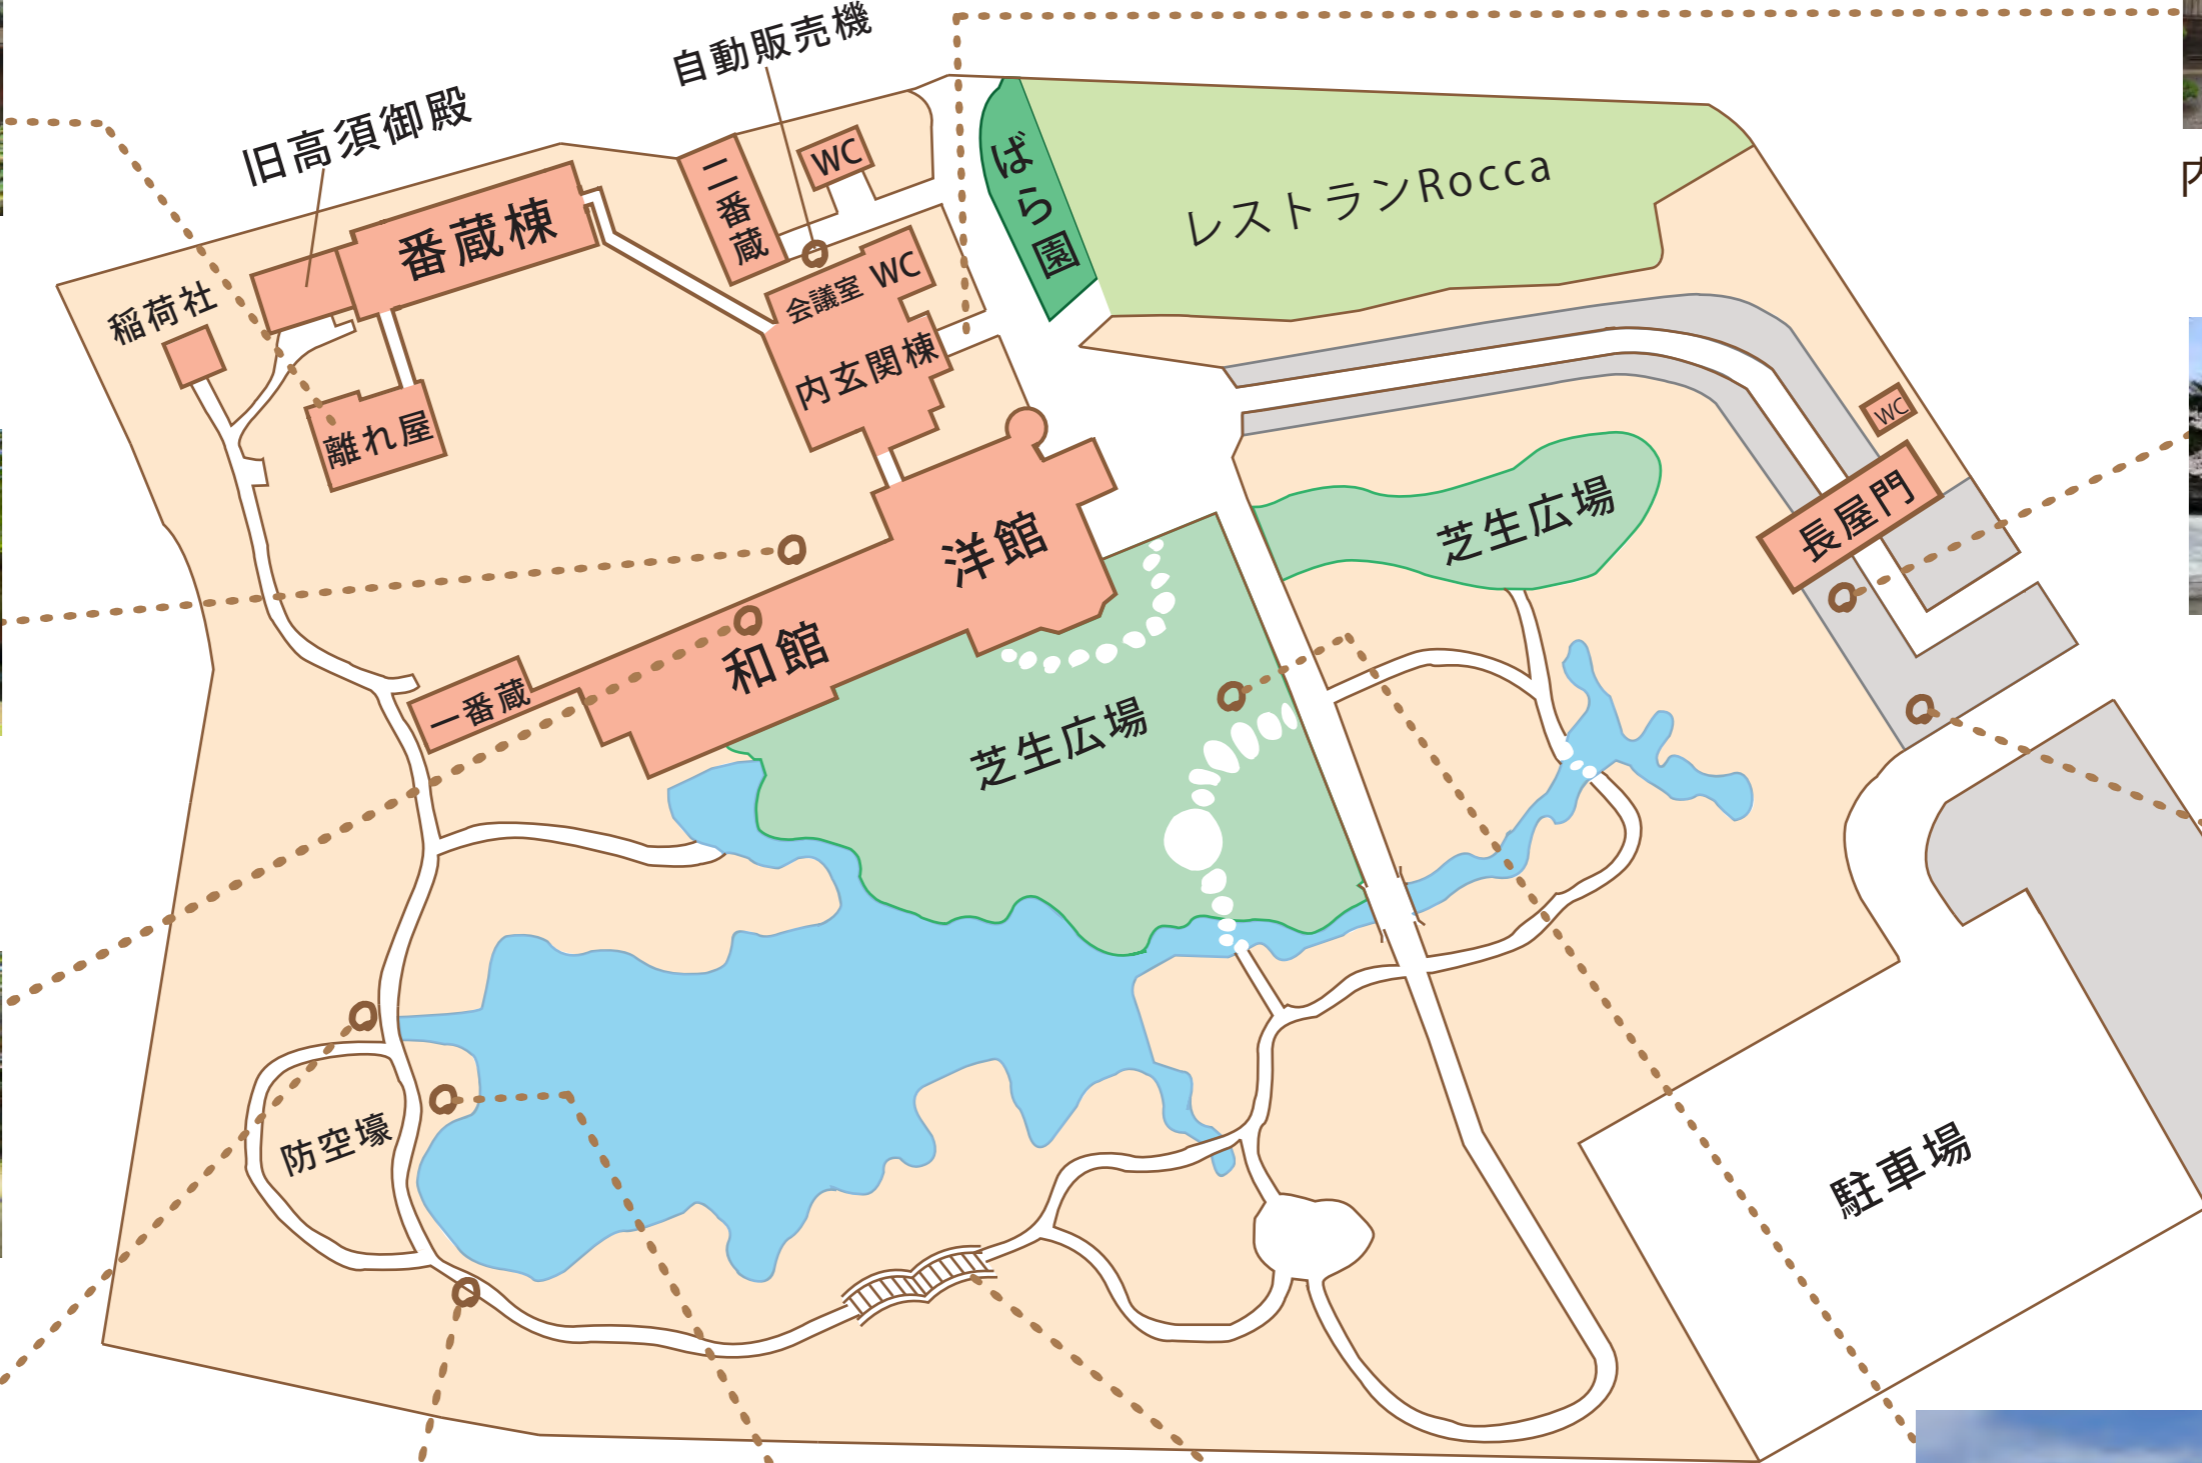 自動販売機
旧高須御殿
番蔵棟
二番蔵
WC
ばら園
レストランRocca
稲荷社
会議室 WC
内玄関棟
離れ屋
WC
長屋門
芝生広場
洋館
和館
一番蔵
芝生広場
防空壕
駐車場